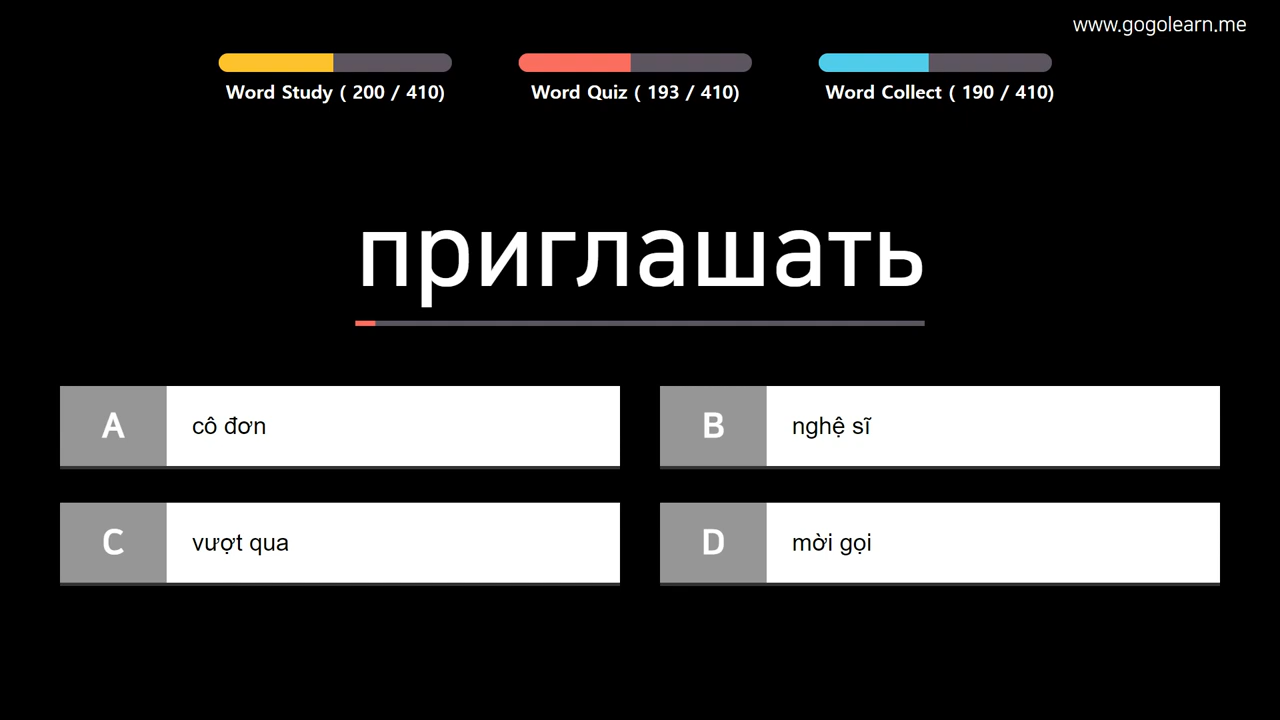 www.gogolearn.me
Word Study ( 200 / 410)
Word Quiz ( 193 / 410)
Word Collect ( 190 / 410)
приглашать
A
cô đơn
B
nghệ sĩ
C
vượt qua
D
mời gọi